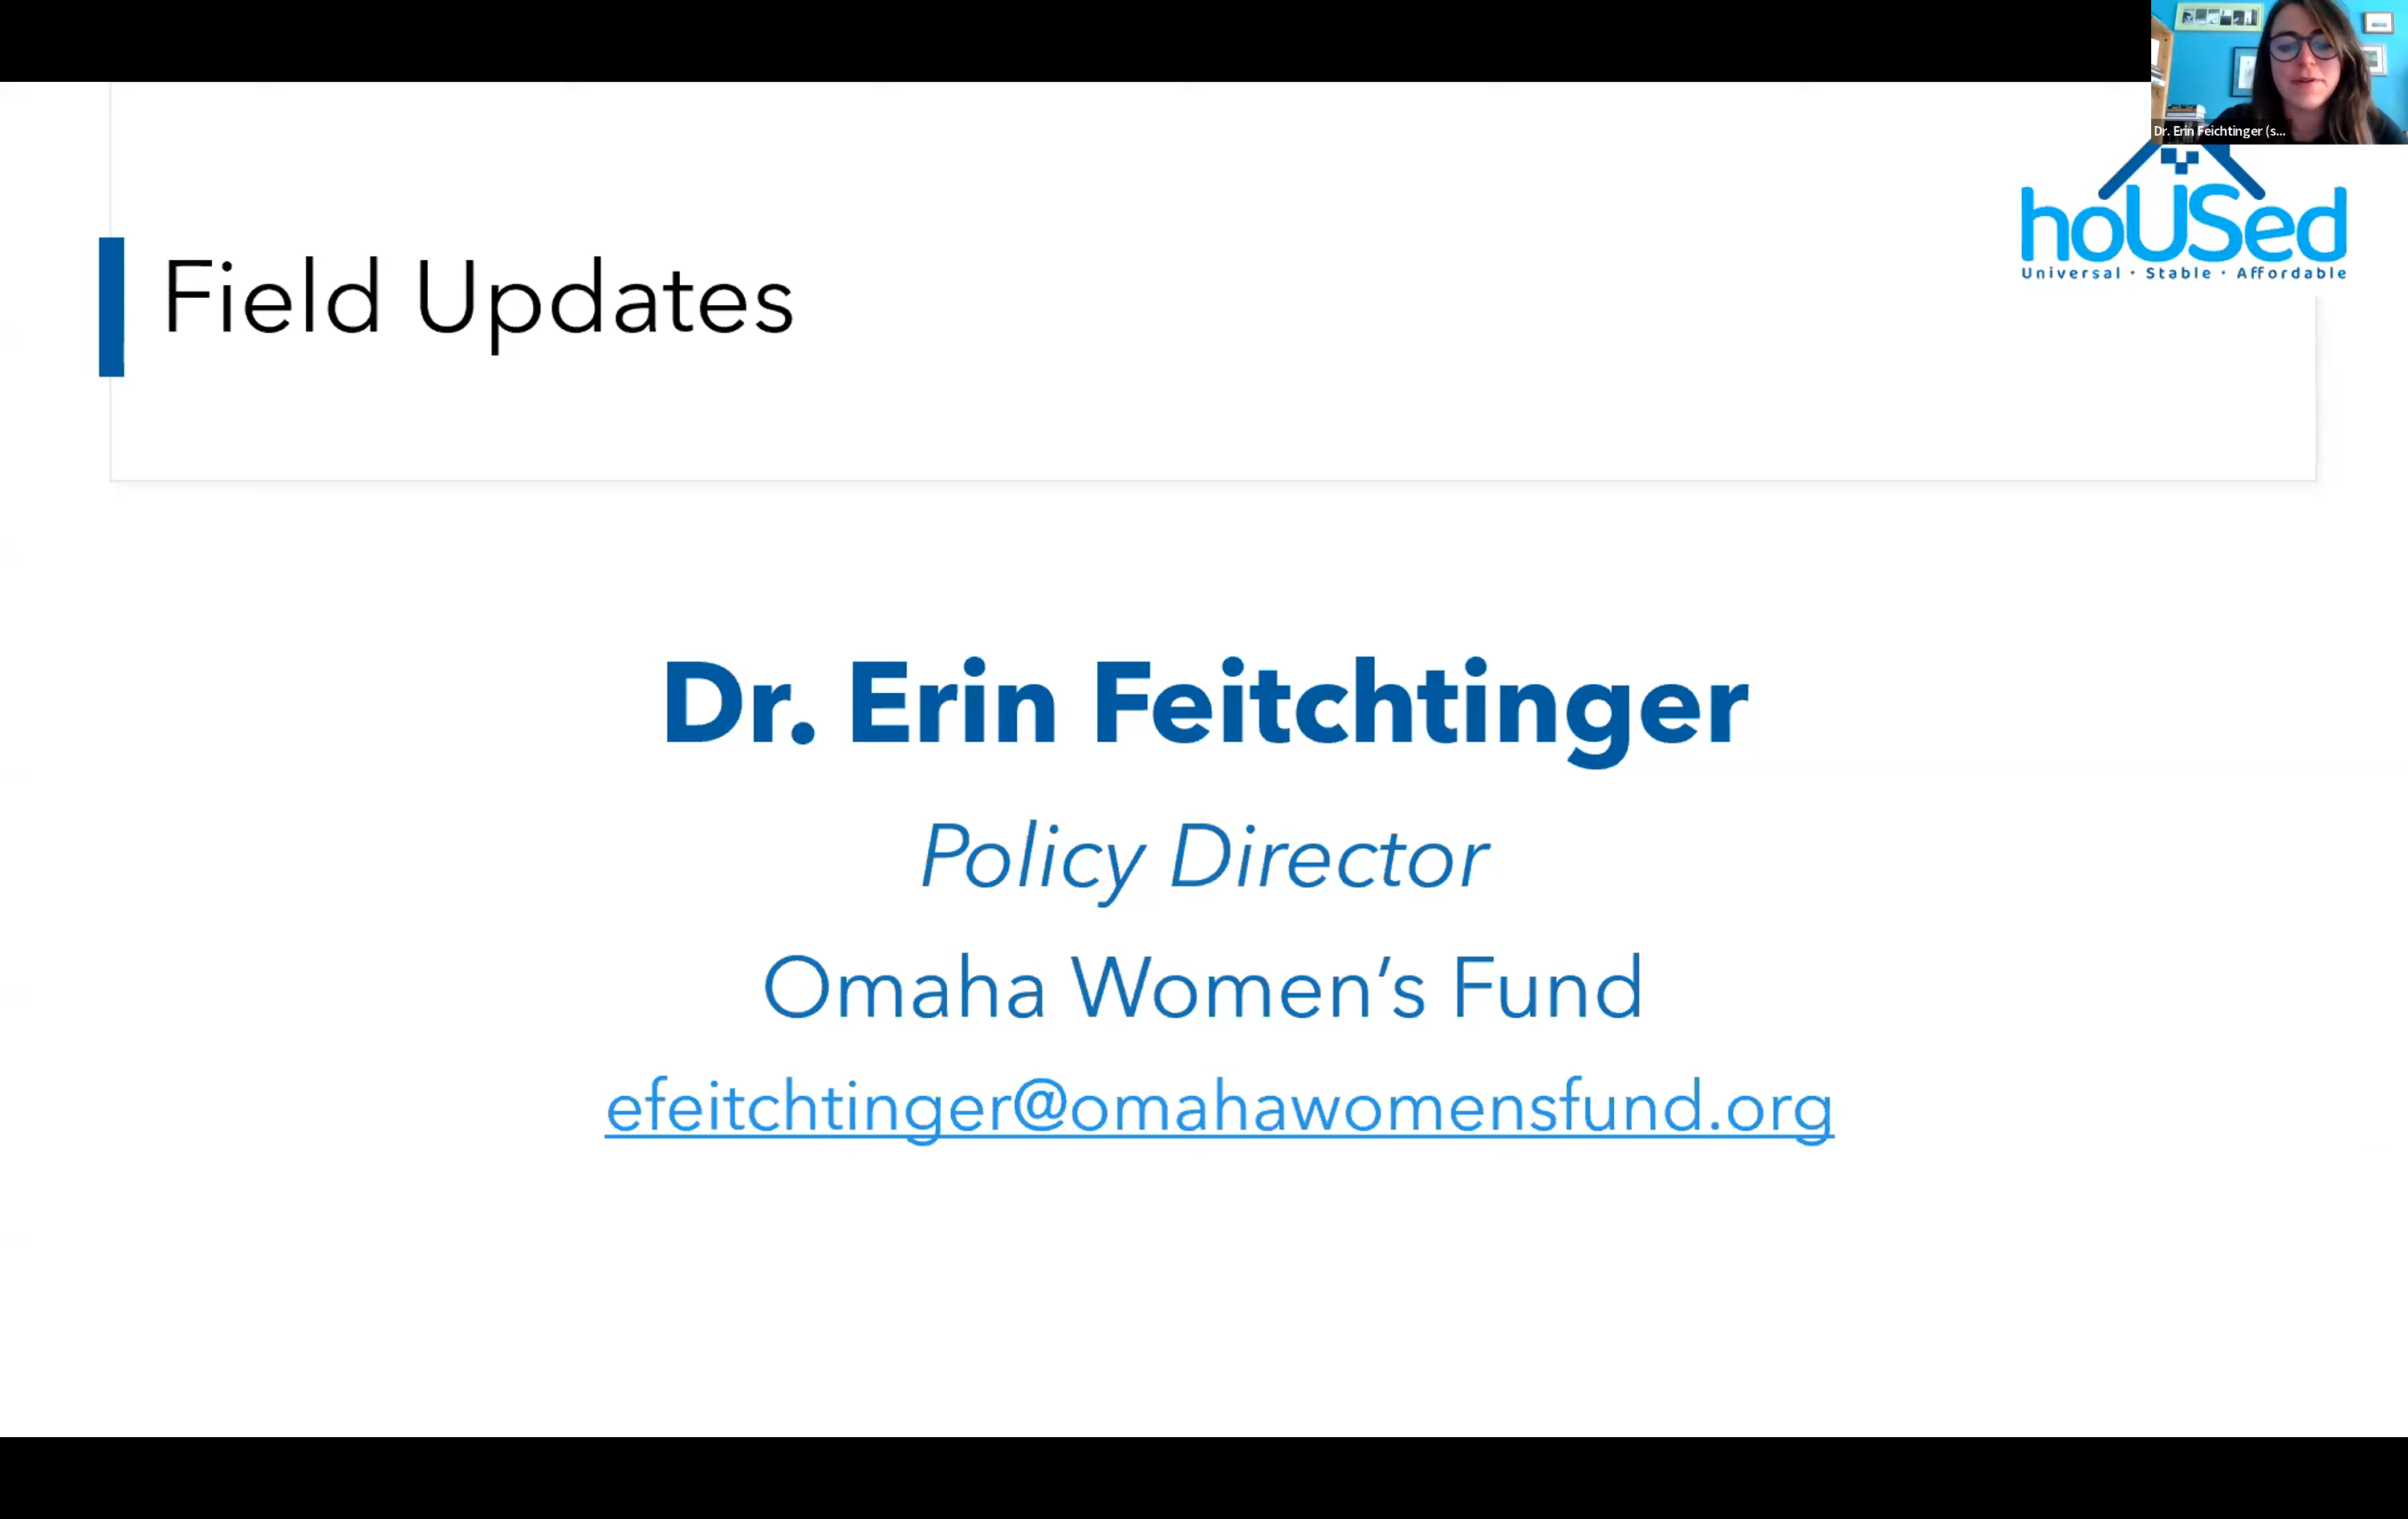 Dr. Erin Feichtinger (s...
hoUSed
Universal · Stable · Affordable
Field Updates
Dr. Erin Feitchtinger
Policy Director
Omaha Women’s Fund
efeitchtinger@omahawomensfund.org